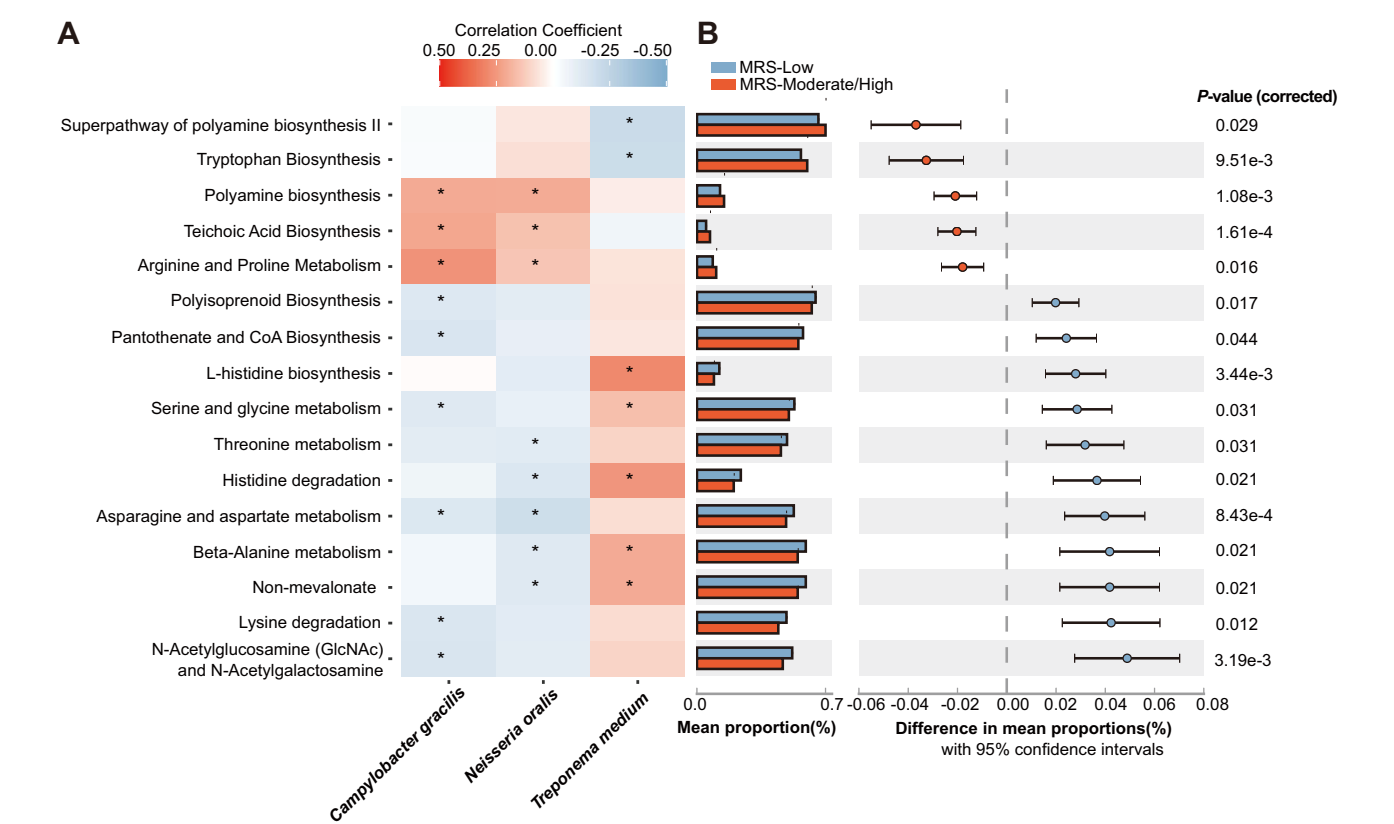 A
Correlation Coefficient
0.50 0.25 0.00 -0.25 -0.50
B
MRS-Low
MRS-Moderate/High
P-value (corrected)
Superpathway of polyamine biosynthesis II * 0.029
Tryptophan Biosynthesis * 9.51e-3
Polyamine biosynthesis * * 1.08e-3
Teichoic Acid Biosynthesis * * 1.61e-4
Arginine and Proline Metabolism * * 0.016
Polyisoprenoid Biosynthesis * 0.017
Pantothenate and CoA Biosynthesis * 0.044
L-histidine biosynthesis * 3.44e-3
Serine and glycine metabolism * * 0.031
Threonine metabolism * 0.031
Histidine degradation * * 0.021
Asparagine and aspartate metabolism * * 8.43e-4
Beta-Alanine metabolism * * 0.021
Non-mevalonate * * 0.021
Lysine degradation * 0.012
N-Acetylglucosamine (GlcNAc)
and N-Acetylgalactosamine * 3.19e-3
Campylobacter gracilis
Neisseria oralis
Treponema medium
0.0 0.7
Mean proportion(%)
-0.06 -0.04 -0.02 0.00 0.02 0.04 0.06 0.08
Difference in mean proportions(%)
with 95% confidence intervals